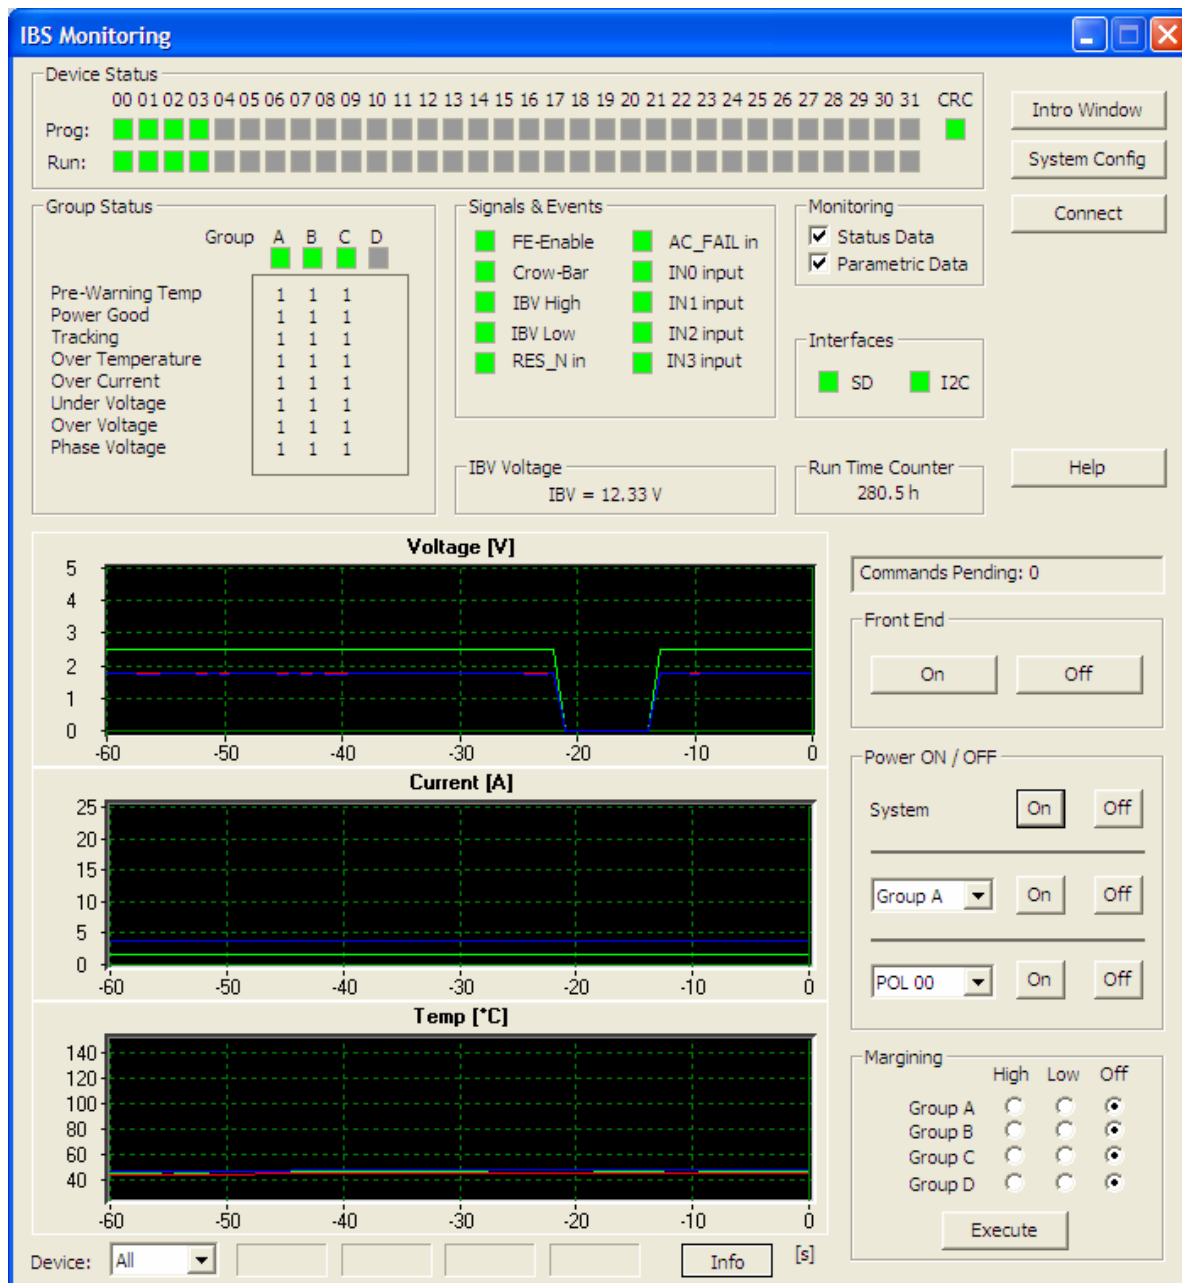 IBS Monitoring
Device Status
00 01 02 03 04 05 06 07 08 09 10 11 12 13 14 15 16 17 18 19 20 21 22 23 24 25 26 27 28 29 30 31 CRC
Prog:
Run:
Intro Window
System Config
Connect
Group Status
Group A B C D
Pre-Warning Temp 1 1 1
Power Good 1 1 1
Tracking 1 1 1
Over Temperature 1 1 1
Over Current 1 1 1
Under Voltage 1 1 1
Over Voltage 1 1 1
Phase Voltage 1 1 1
Signals & Events
FE-Enable AC_FAIL in
Crow-Bar IN0 input
IBV High IN1 input
IBV Low IN2 input
RES_N in IN3 input
Monitoring
Status Data
Parametric Data
Interfaces
SD I2C
IBV Voltage
IBV = 12.33 V
Run Time Counter
280.5 h
Help
Voltage [V]
5
4
3
2
1
0
-60 -50 -40 -30 -20 -10 0
Current [A]
25
20
15
10
5
0
-60 -50 -40 -30 -20 -10 0
Temp [°C]
140
120
100
80
60
40
-60 -50 -40 -30 -20 -10 0
Device: All Info [s]
Commands Pending: 0
Front End
On Off
Power ON / OFF
System On Off
Group A On Off
POL 00 On Off
Margining
High Low Off
Group A
Group B
Group C
Group D
Execute